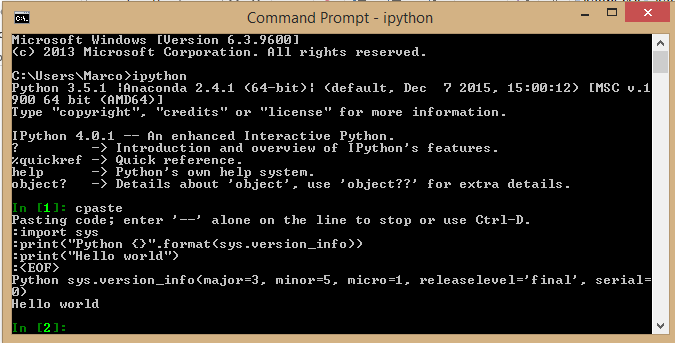 Command Prompt - ipython
Microsoft Windows [Version 6.3.9600]
(c) 2013 Microsoft Corporation. All rights reserved.
C:\Users\Marco>ipython
Python 3.5.1 |Anaconda 2.4.1 (64-bit)| (default, Dec  7 2015, 15:00:12) [MSC v.1
900 64 bit (AMD64)]
Type "copyright", "credits" or "license" for more information.
IPython 4.0.1 -- An enhanced Interactive Python.
?         -> Introduction and overview of IPython's features.
%quickref -> Quick reference.
help      -> Python's own help system.
object?   -> Details about 'object', use 'object??' for extra details.
In [1]: cpaste
Pasting code; enter '--' alone on the line to stop or use Ctrl-D.
:import sys
:print("Python {}".format(sys.version_info))
:print("Hello world")
:<EOF>
Python sys.version_info(major=3, minor=5, micro=1, releaselevel='final', serial=
0)
Hello world
In [2]: